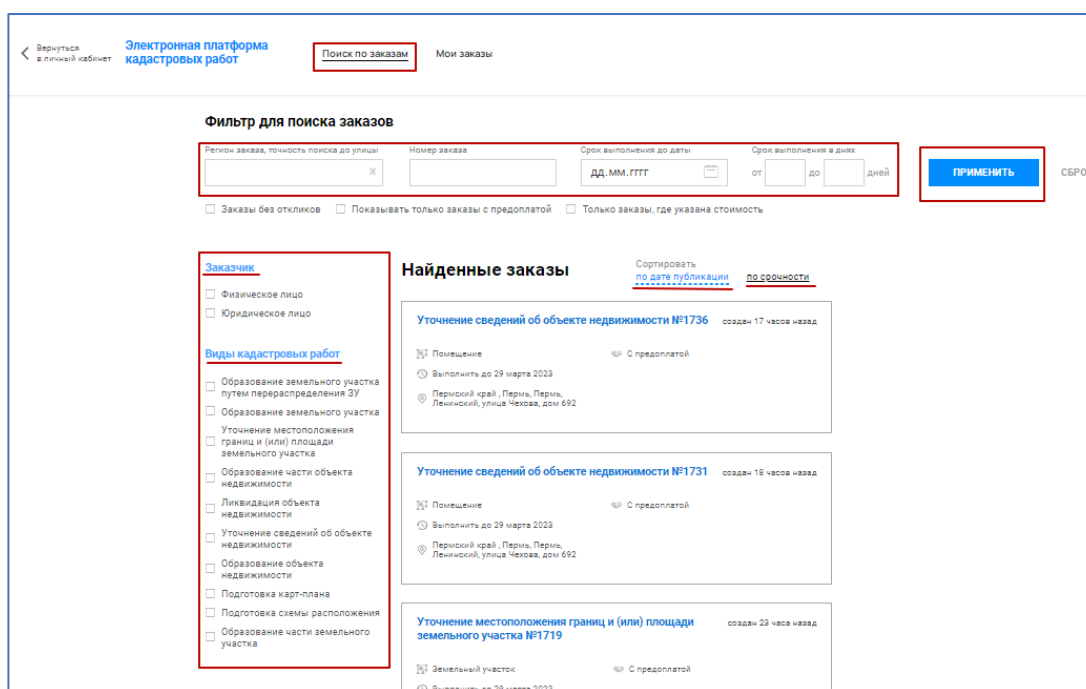 Вернуться
в личный кабинет
Электронная платформа
кадастровых работ
Поиск по заказам
Мои заказы
Фильтр для поиска заказов
Регион заказа, точность поиска до улицы
Номер заказа
Срок выполнения до даты
Срок выполнения в днях
дд.мм.гггг
от
до
дней
ПРИМЕНИТЬ
СБРО
Заказы без откликов
Показывать только заказы с предоплатой
Только заказы, где указана стоимость
Заказчик
Физическое лицо
Юридическое лицо
Виды кадастровых работ
Образование земельного участка
путем перераспределения ЗУ
Образование земельного участка
Уточнение местоположения
границ и (или) площади
земельного участка
Образование части объекта
недвижимости
Ликвидация объекта
недвижимости
Уточнение сведений об объекте
недвижимости
Образование объекта
недвижимости
Подготовка карт-плана
Подготовка схемы расположения
Образование части земельного
участка
Найденные заказы
Сортировать
по дате публикации
по срочности
Уточнение сведений об объекте недвижимости №1736
создан 17 часов назад
Помещение
С предоплатой
Выполнить до 29 марта 2023
Пермский край , Пермь, Пермь,
Ленинский, улица Чехова, дом 692
Уточнение сведений об объекте недвижимости №1731
создан 18 часов назад
Помещение
С предоплатой
Выполнить до 29 марта 2023
Пермский край , Пермь, Пермь,
Ленинский, улица Чехова, дом 692
Уточнение местоположения границ и (или) площади
земельного участка №1719
создан 23 часа назад
Земельный участок
С предоплатой
Выполнить до 29 марта 2023